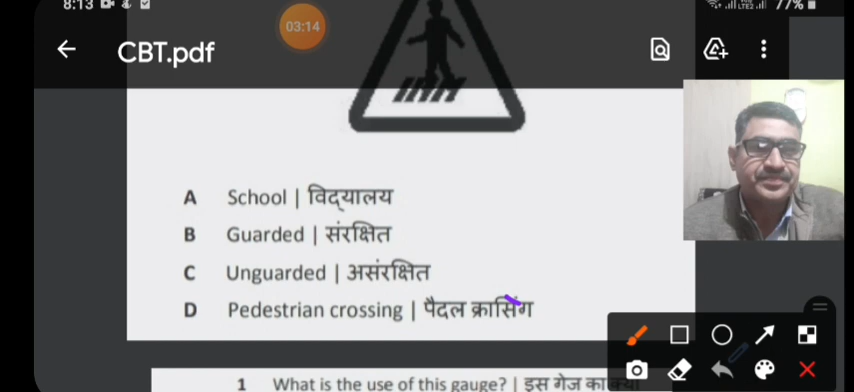 8:13
77%
03:14
CBT.pdf
A School | विद्यालय
B Guarded | संरक्षित
C Unguarded | असंरक्षित
D Pedestrian crossing | पैदल क्रासिंग
1 What is the use of this gauge? | इस गेज का क्या